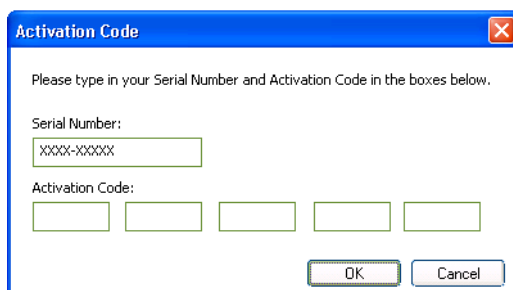 Activation Code
Please type in your Serial Number and Activation Code in the boxes below.
Serial Number:
XXXX-XXXXX
Activation Code:
OK Cancel